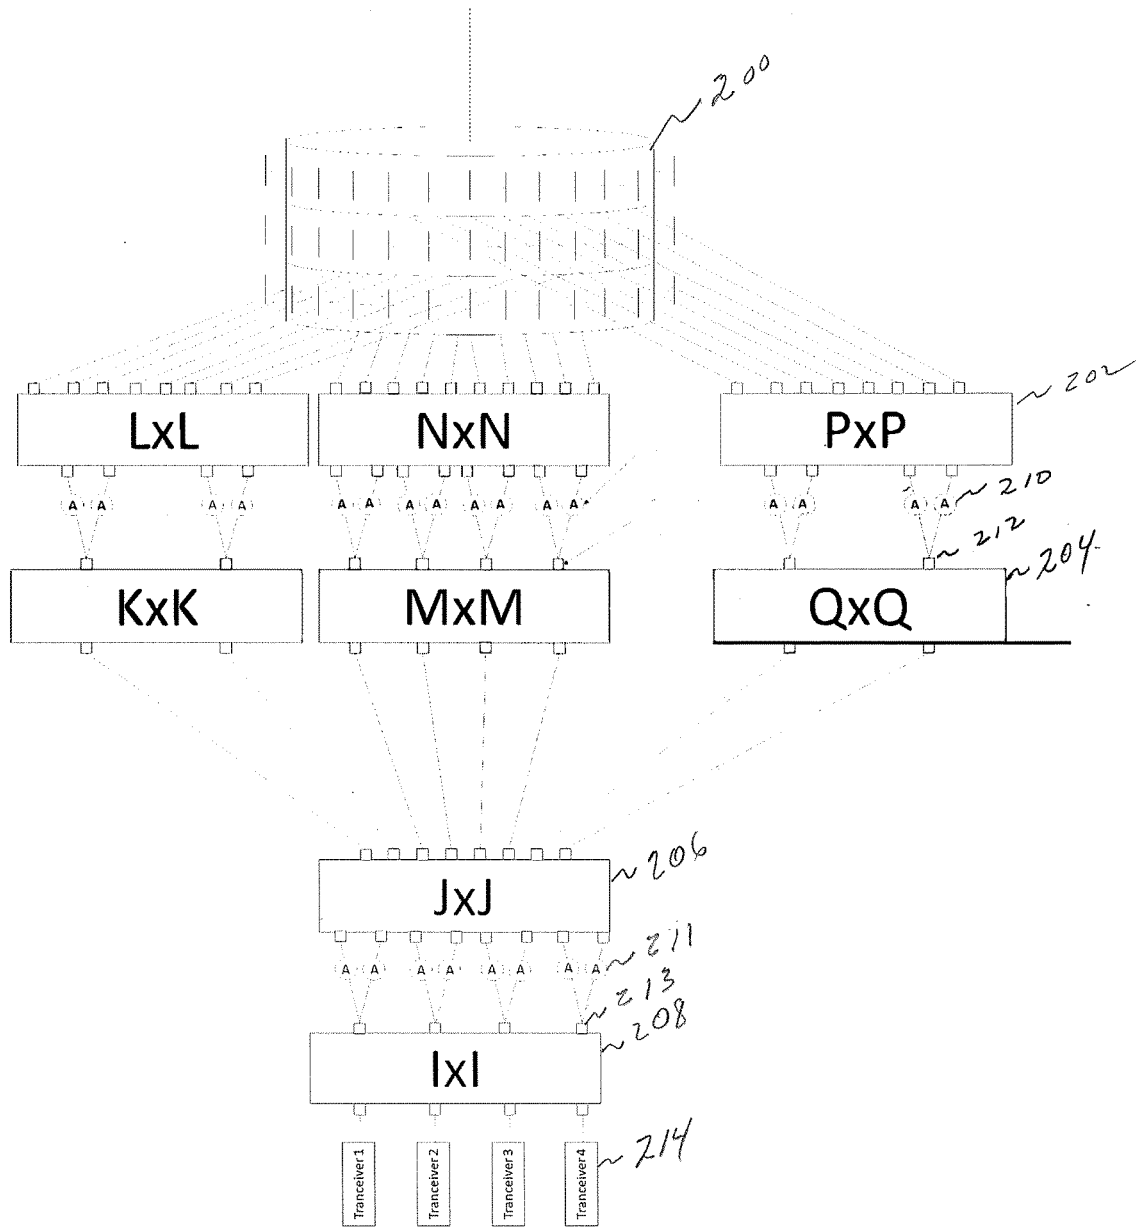 200
LxL
NxN
PxP
202
A A A A A A A A A A A A A A A A
210
212
KxK
MxM
QxQ
204
JxJ
206
A A A A A A A A
211
213
IxI
208
Tranceiver 1
Tranceiver 2
Tranceiver 3
Tranceiver 4
214